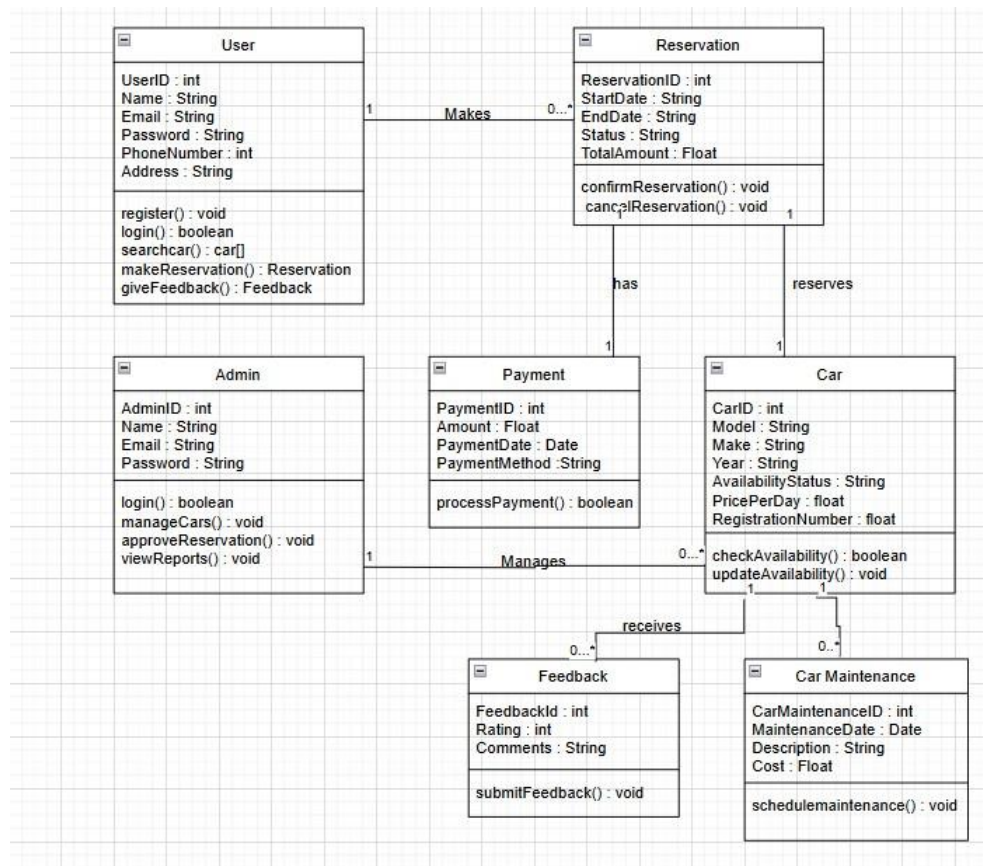 User
UserID : int
Name : String
Email : String
Password : String
PhoneNumber : int
Address : String
register() : void
login() : boolean
searchcar() : car[]
makeReservation() : Reservation
giveFeedback() : Feedback
1
Makes
0...*
Reservation
ReservationID : int
StartDate : String
EndDate : String
Status : String
TotalAmount : Float
confirmReservation() : void
cancelReservation() : void
1
1
has
reserves
1
1
Admin
AdminID : int
Name : String
Email : String
Password : String
login() : boolean
manageCars() : void
approveReservation() : void
viewReports() : void
Payment
PaymentID : int
Amount : Float
PaymentDate : Date
PaymentMethod :String
processPayment() : boolean
Car
CarID : int
Model : String
Make : String
Year : String
AvailabilityStatus : String
PricePerDay : float
RegistrationNumber : float
checkAvailability() : boolean
updateAvailability() : void
1
Manages
0...*
1
1
receives
0...*
0..*
Feedback
FeedbackId : int
Rating : int
Comments : String
submitFeedback() : void
Car Maintenance
CarMaintenanceID : int
MaintenanceDate : Date
Description : String
Cost : Float
schedulemaintenance() : void